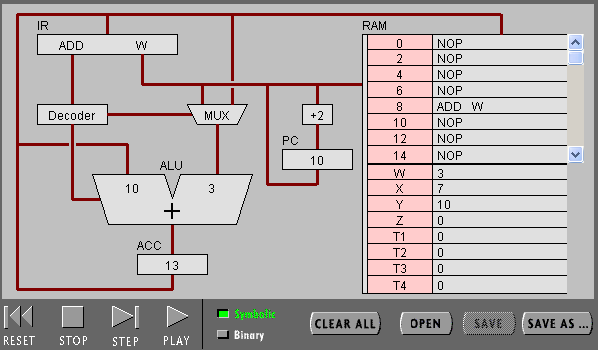 IR
ADD W
Decoder
MUX
+2
PC
10
ALU
10 3
+
ACC
13
RAM
0 NOP
2 NOP
4 NOP
6 NOP
8 ADD W
10 NOP
12 NOP
14 NOP
W 3
X 7
Y 10
Z 0
T1 0
T2 0
T3 0
T4 0
RESET
STOP
STEP
PLAY
Symbolic
Binary
CLEAR ALL
OPEN
SAVE
SAVE AS ...